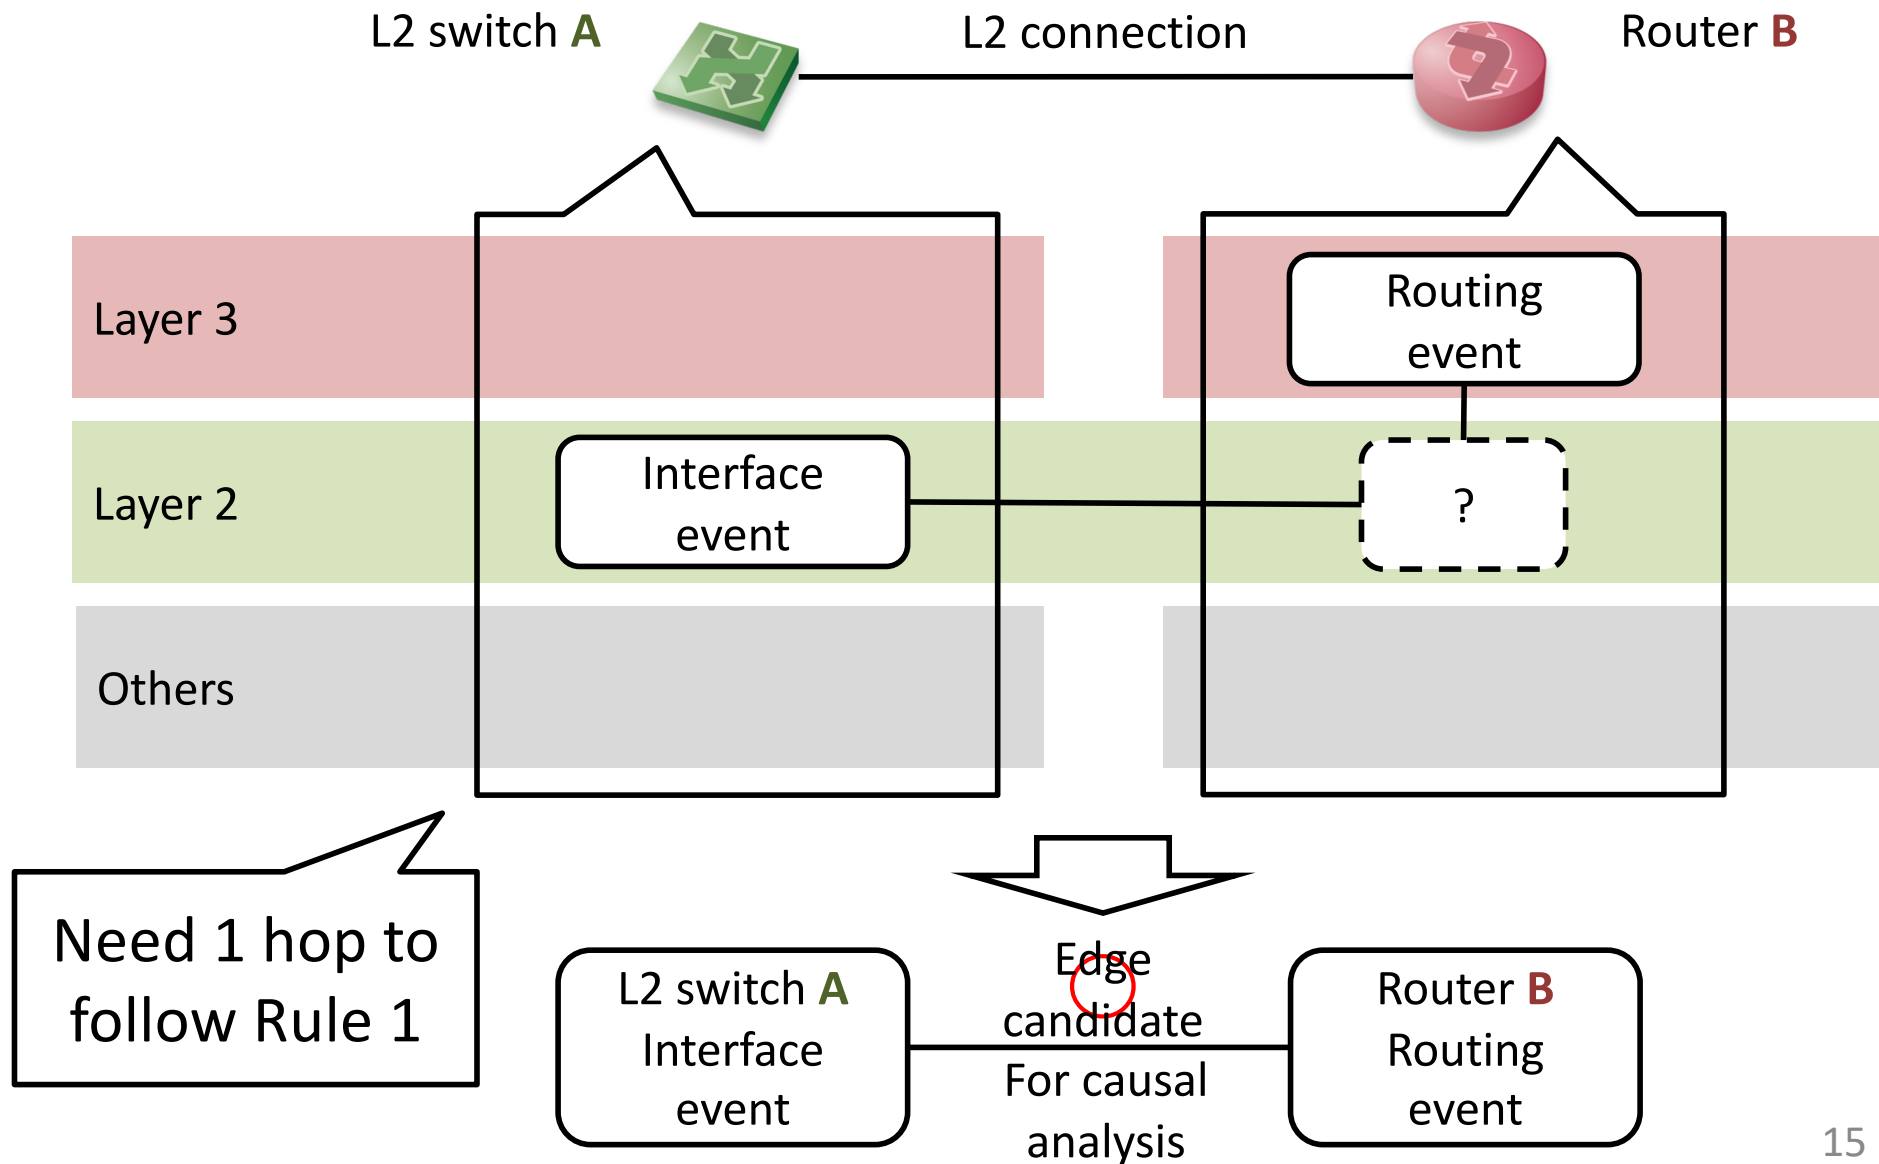 L2 switch A
L2 connection
Router B
Layer 3
Routing
event
Layer 2
Interface
event
?
Others
Need 1 hop to
follow Rule 1
L2 switch A
Interface
event
Edge
candidate
For causal
analysis
Router B
Routing
event
15